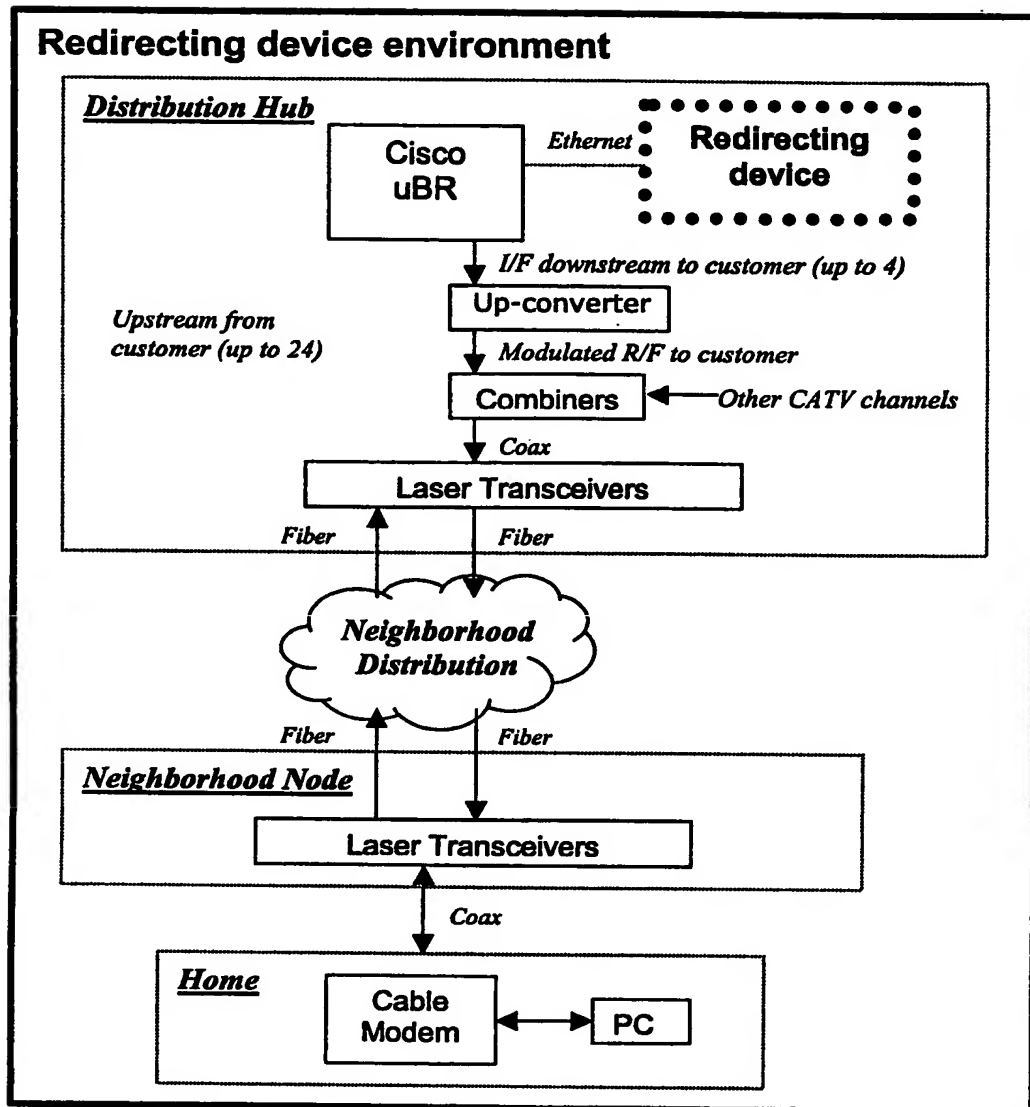 Redirecting device environment
Distribution Hub
Cisco
uBR
Ethernet
Redirecting
device
I/F downstream to customer (up to 4)
Up-converter
Upstream from
customer (up to 24)
Modulated R/F to customer
Combiners
Other CATV channels
Coax
Laser Transceivers
Fiber
Fiber
Neighborhood
Distribution
Fiber
Fiber
Neighborhood Node
Laser Transceivers
Coax
Home
Cable
Modem
PC